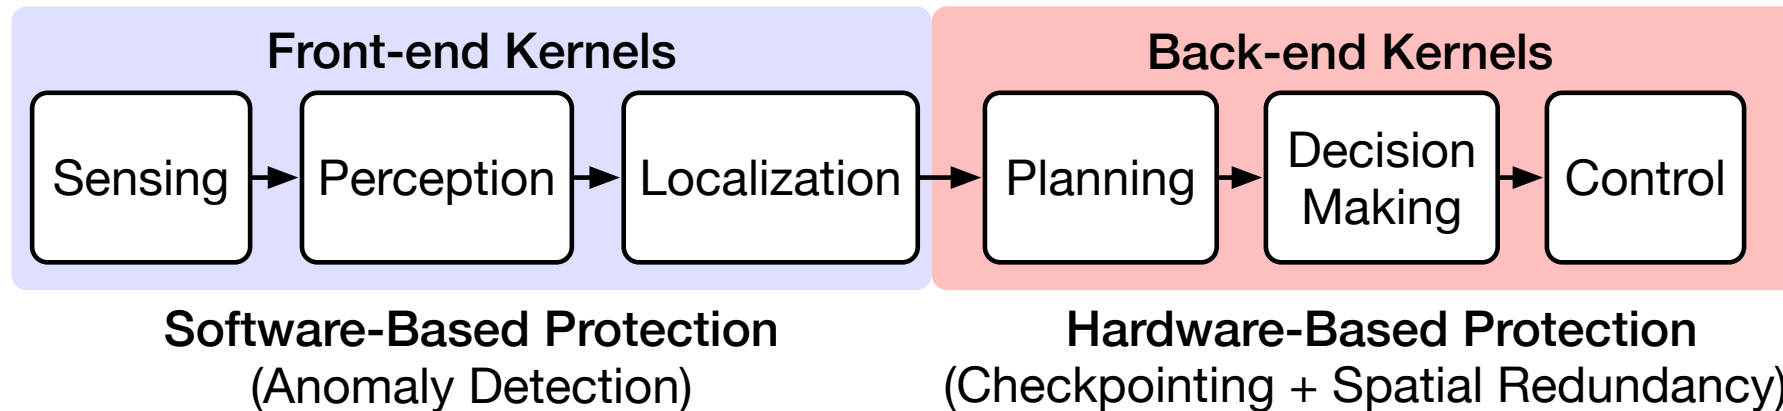 Front-end Kernels
Back-end Kernels
Sensing
Perception
Localization
Planning
Decision
Making
Control
Software-Based Protection
(Anomaly Detection)
Hardware-Based Protection
(Checkpointing + Spatial Redundancy)